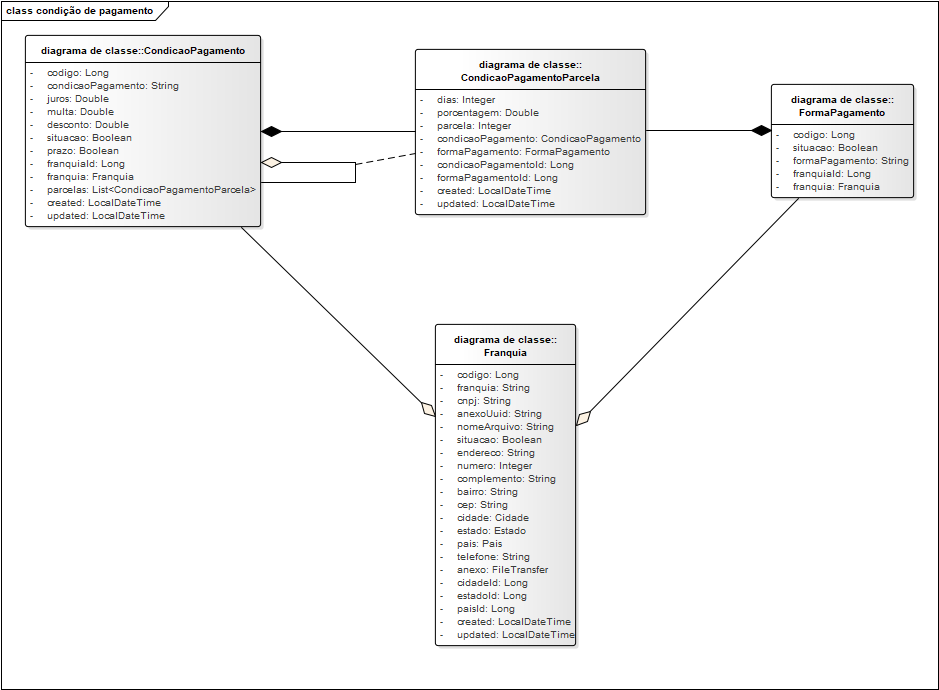 class condição de pagamento
diagrama de classe::CondicaoPagamento
- codigo: Long
- condicaoPagamento: String
- juros: Double
- multa: Double
- desconto: Double
- situacao: Boolean
- prazo: Boolean
- franquiaId: Long
- franquia: Franquia
- parcelas: List<CondicaoPagamentoParcela>
- created: LocalDateTime
- updated: LocalDateTime
diagrama de classe::
CondicaoPagamentoParcela
- dias: Integer
- porcentagem: Double
- parcela: Integer
- condicaoPagamento: CondicaoPagamento
- formaPagamento: FormaPagamento
- condicaoPagamentoId: Long
- formaPagamentoId: Long
- created: LocalDateTime
- updated: LocalDateTime
diagrama de classe::
FormaPagamento
- codigo: Long
- situacao: Boolean
- formaPagamento: String
- franquiaId: Long
- franquia: Franquia
diagrama de classe::
Franquia
- codigo: Long
- franquia: String
- cnpj: String
- anexoUuid: String
- nomeArquivo: String
- situacao: Boolean
- endereco: String
- numero: Integer
- complemento: String
- bairro: String
- cep: String
- cidade: Cidade
- estado: Estado
- pais: Pais
- telefone: String
- anexo: FileTransfer
- cidadeId: Long
- estadoId: Long
- paisId: Long
- created: LocalDateTime
- updated: LocalDateTime